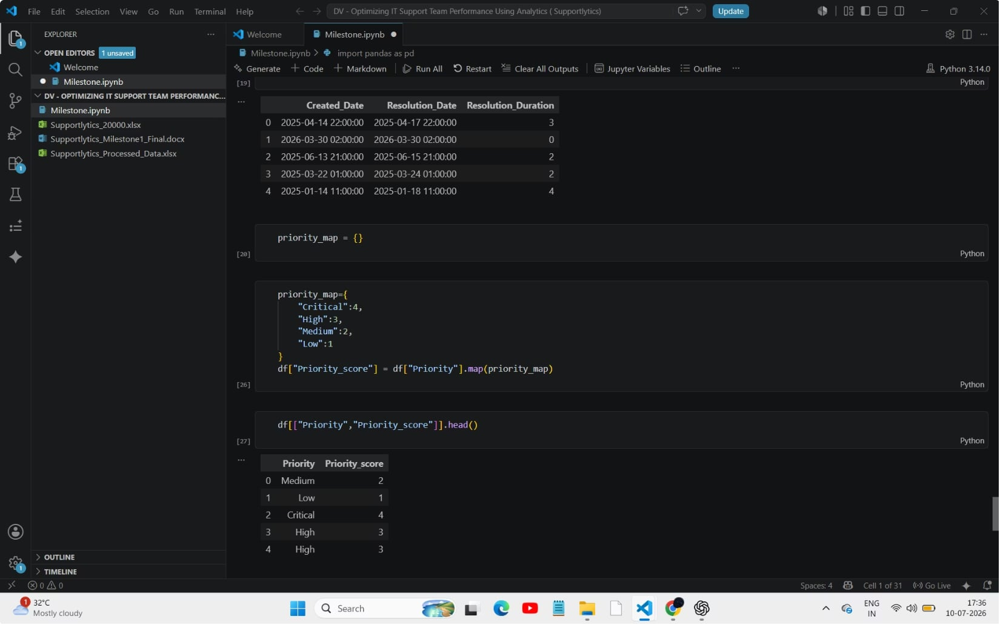 File Edit Selection View Go Run Terminal Help
DV - Optimizing IT Support Team Performance Using Analytics ( Supportlytics)
Update
EXPLORER
OPEN EDITORS 1 unsaved
Welcome
Milestone.ipynb
DV - OPTIMIZING IT SUPPORT TEAM PERFORMANC...
Milestone.ipynb
Supportlytics_20000.xlsx
Supportlytics_Milestone1_Final.docx
Supportlytics_Processed_Data.xlsx
OUTLINE
TIMELINE
1
1
1
Welcome Milestone.ipynb
Milestone.ipynb > import pandas as pd
Generate + Code + Markdown Run All Restart Clear All Outputs Jupyter Variables Outline ... Python 3.14.0
[19] Python
Created_Date Resolution_Date Resolution_Duration
0 2025-04-14 22:00:00 2025-04-17 22:00:00 3
1 2026-03-30 02:00:00 2026-03-30 02:00:00 0
2 2025-06-13 21:00:00 2025-06-15 21:00:00 2
3 2025-03-22 01:00:00 2025-03-24 01:00:00 2
4 2025-01-14 11:00:00 2025-01-18 11:00:00 4
priority_map = {}
[20] Python
priority_map={
"Critical":4,
"High":3,
"Medium":2,
"Low":1
}
df["Priority_score"] = df["Priority"].map(priority_map)
[26] Python
df[["Priority","Priority_score"]].head()
[27] Python
Priority Priority_score
0 Medium 2
1 Low 1
2 Critical 4
3 High 3
4 High 3
0 0 Spaces: 4 Cell 1 of 31 Go Live
1 32°C
Mostly cloudy
Search
ENG
IN
17:36
10-07-2026